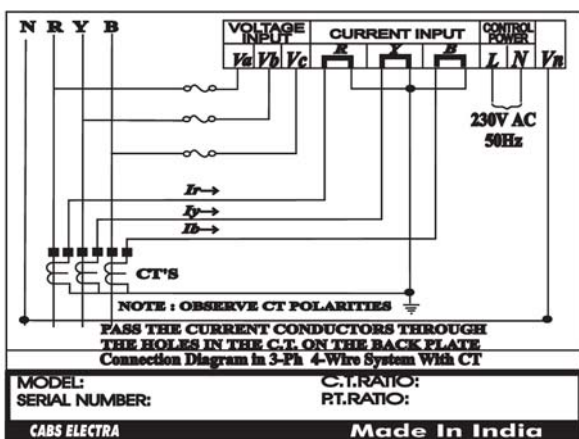 N R Y B
VOLTAGE INPUT
CURRENT INPUT
CONTROL POWER
Va Vb Vc
R Y B
L N
Vn
230V AC
50Hz
Ir→
Iy→
Ib→
CT'S
NOTE : OBSERVE CT POLARITIES
PASS THE CURRENT CONDUCTORS THROUGH
THE HOLES IN THE C.T. ON THE BACK PLATE
Connection Diagram in 3-Ph 4-Wire System With CT
MODEL: C.T.RATIO:
SERIAL NUMBER: P.T.RATIO:
CABS ELECTRA Made In India